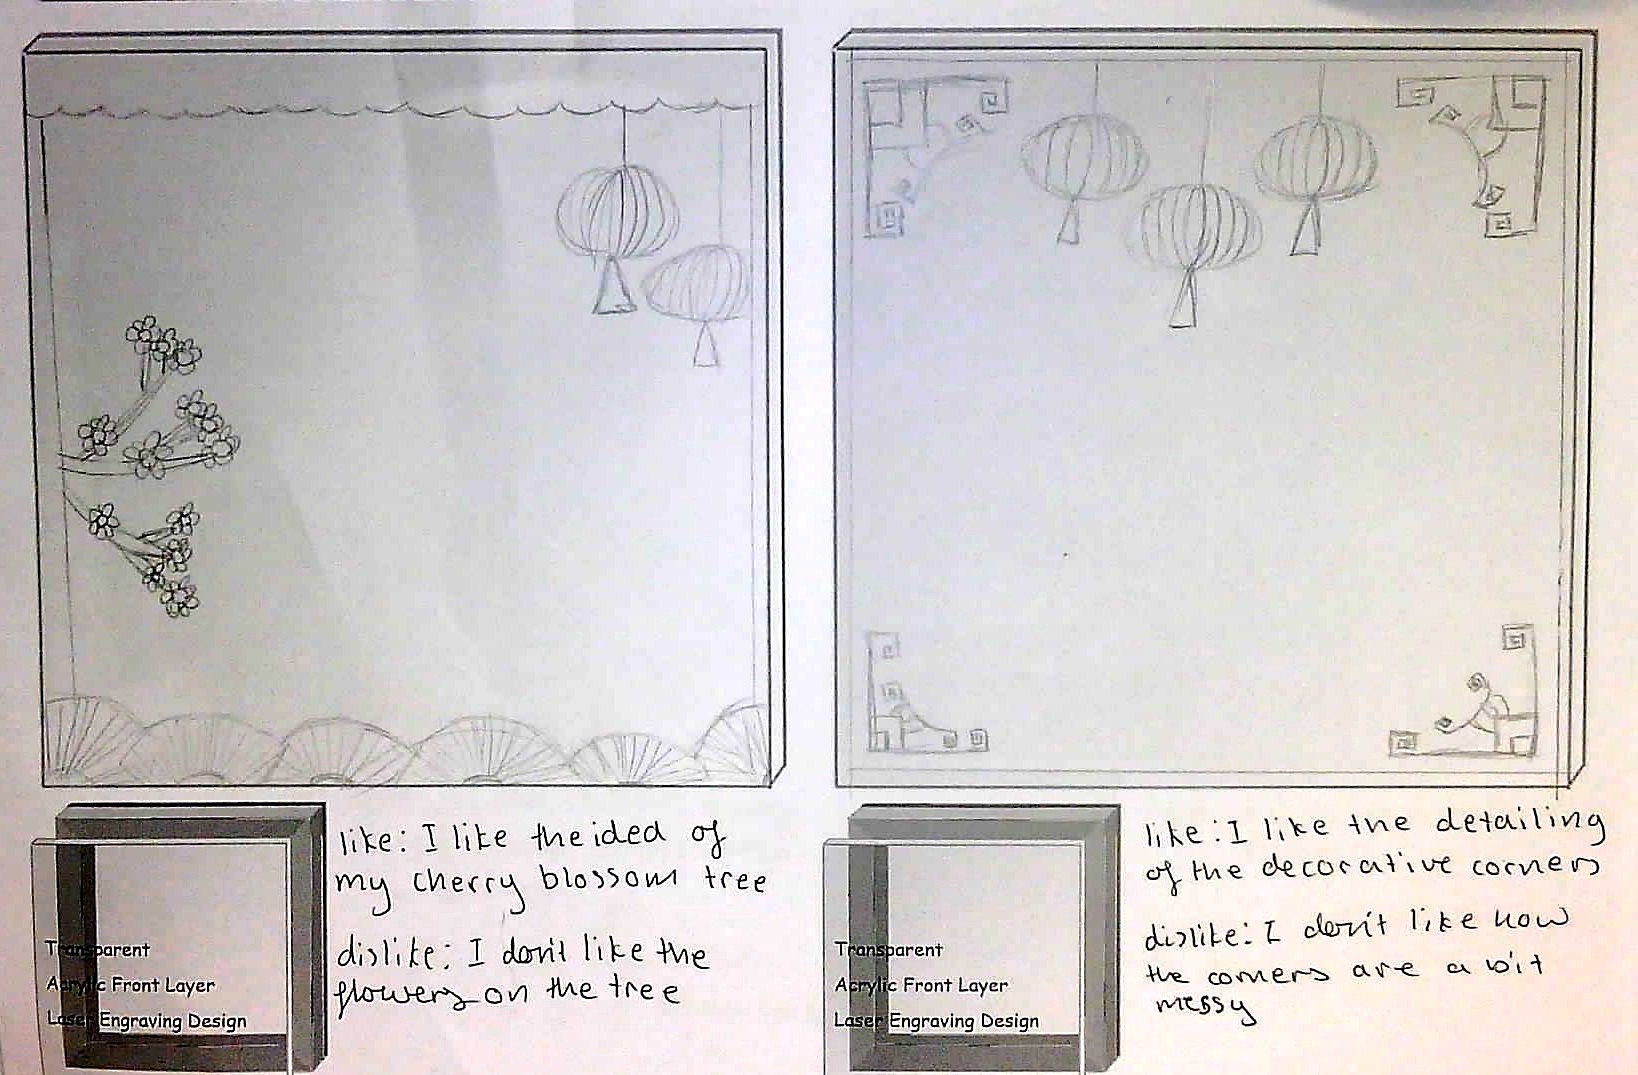 like: I like the idea of
my cherry blossom tree
dislike: I don't like the
flowers on the tree
Transparent
Acrylic Front Layer
Laser Engraving Design
like: I like the detailing
of the decorative corners
dislike: I don't like how
the corners are a bit
messy
Transparent
Acrylic Front Layer
Laser Engraving Design